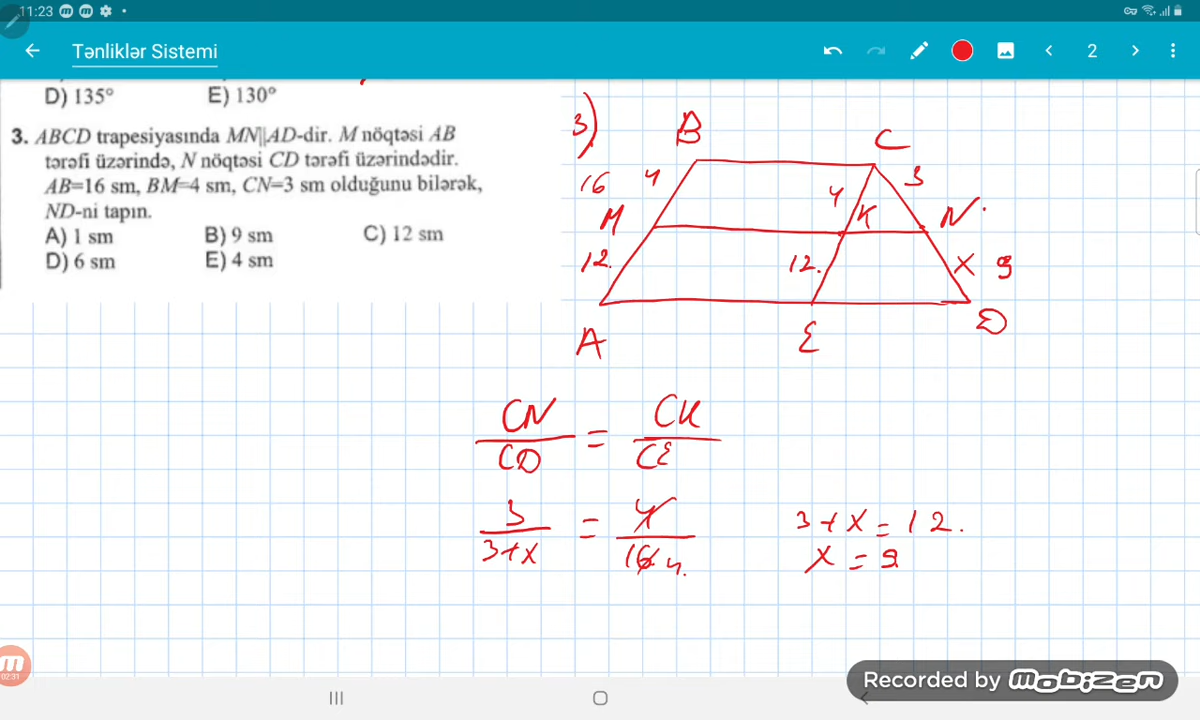 11:23
Tənliklər Sistemi
2
D) 135° E) 130°
3. ABCD trapesiyasında MN||AD-dir. M nöqtəsi AB
tərəfi üzərində, N nöqtəsi CD tərəfi üzərindədir.
AB=16 sm, BM=4 sm, CN=3 sm olduğunu bilərək,
ND-ni tapın.
A) 1 sm B) 9 sm C) 12 sm
D) 6 sm E) 4 sm
3)
B
C
16 4
4
3
M
K
N
12
12.
x 9
A
E
D
CN/CD = CK/CE
3/3+x = 4/16 4.
3+x=12.
x=9
02:31
Recorded by mobizen